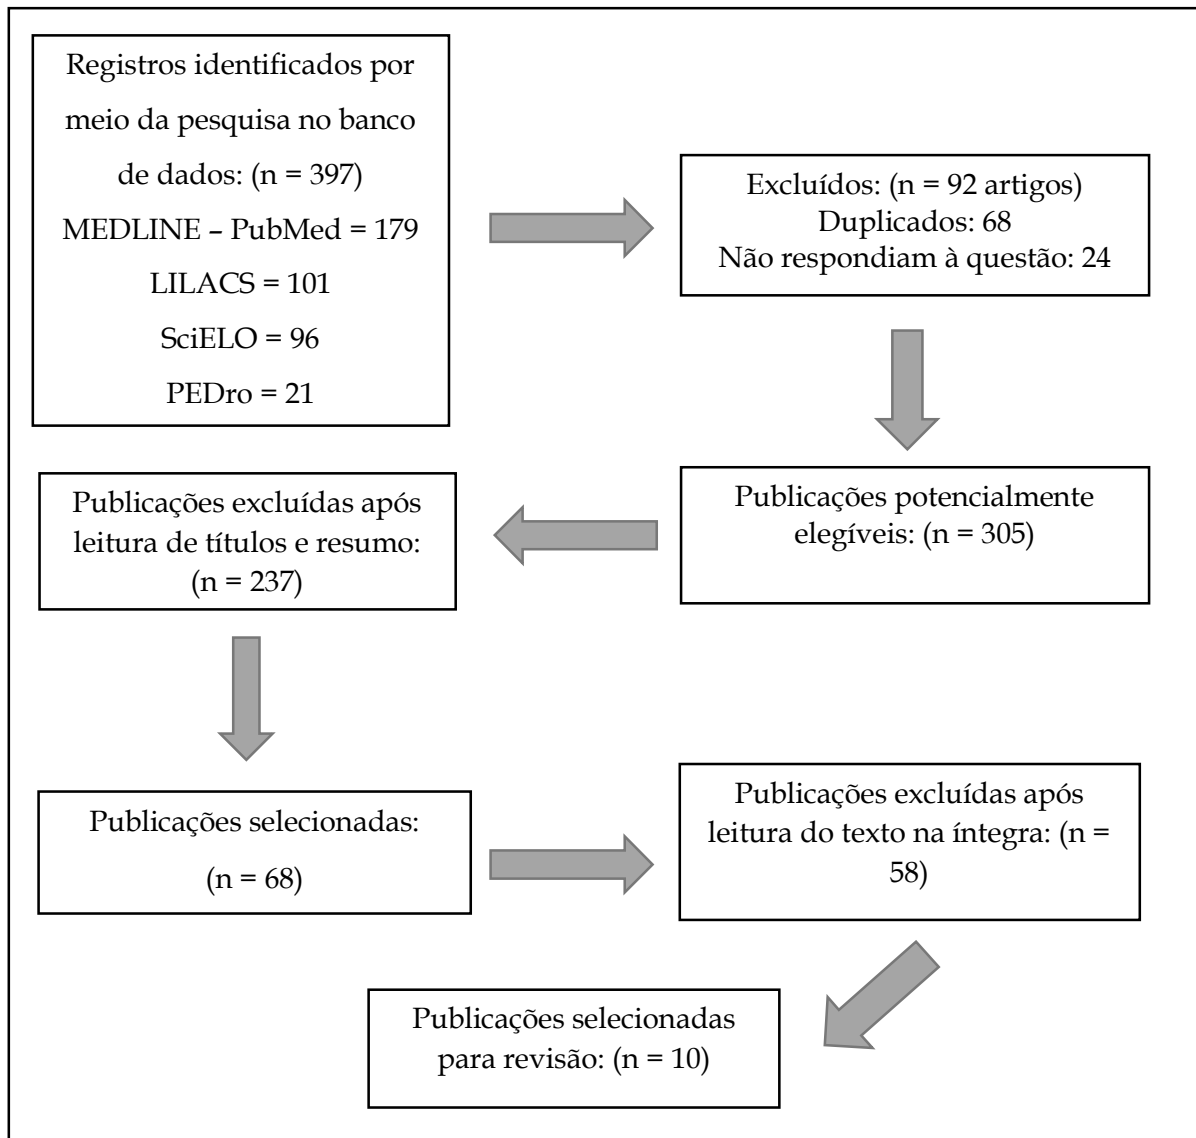 Registros identificados por
meio da pesquisa no banco
de dados: (n = 397)
MEDLINE – PubMed = 179
LILACS = 101
SciELO = 96
PEDro = 21
Excluídos: (n = 92 artigos)
Duplicados: 68
Não respondiam à questão: 24
Publicações potencialmente
elegíveis: (n = 305)
Publicações excluídas após
leitura de títulos e resumo:
(n = 237)
Publicações selecionadas:
(n = 68)
Publicações excluídas após
leitura do texto na íntegra: (n =
58)
Publicações selecionadas
para revisão: (n = 10)